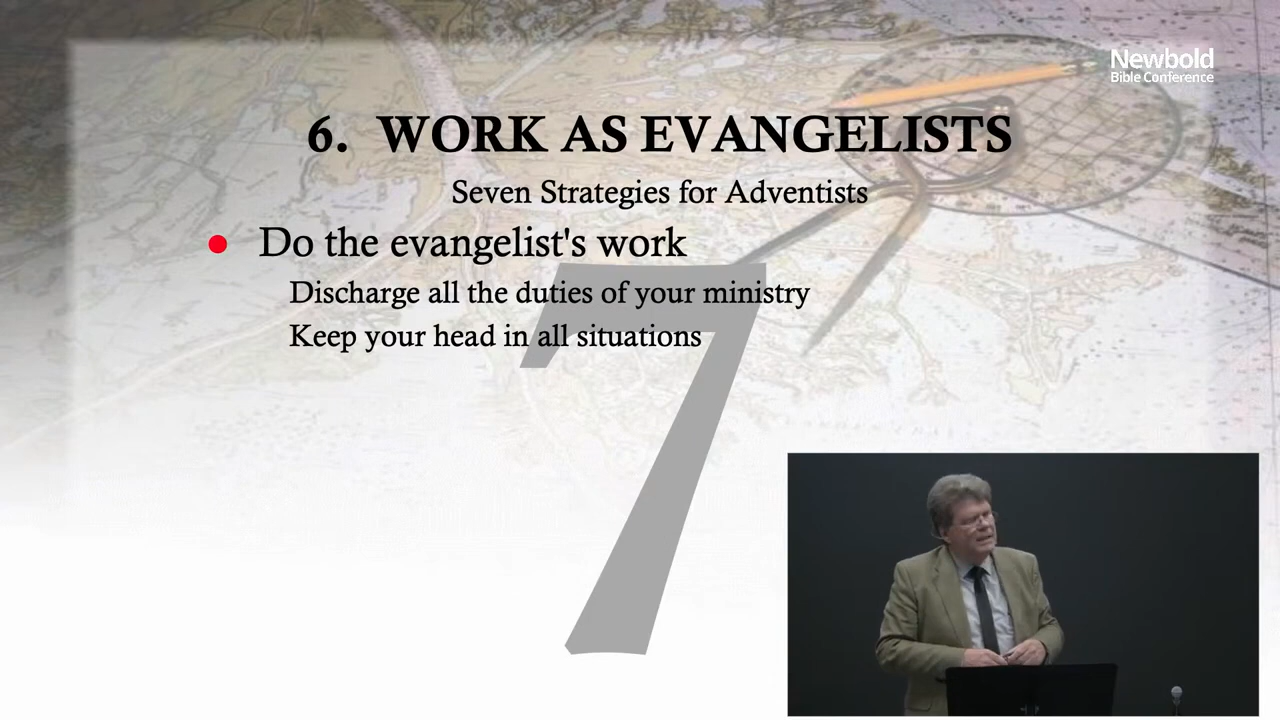 Newbold
Bible Conference
6. WORK AS EVANGELISTS
Seven Strategies for Adventists
Do the evangelist's work
Discharge all the duties of your ministry
Keep your head in all situations
7